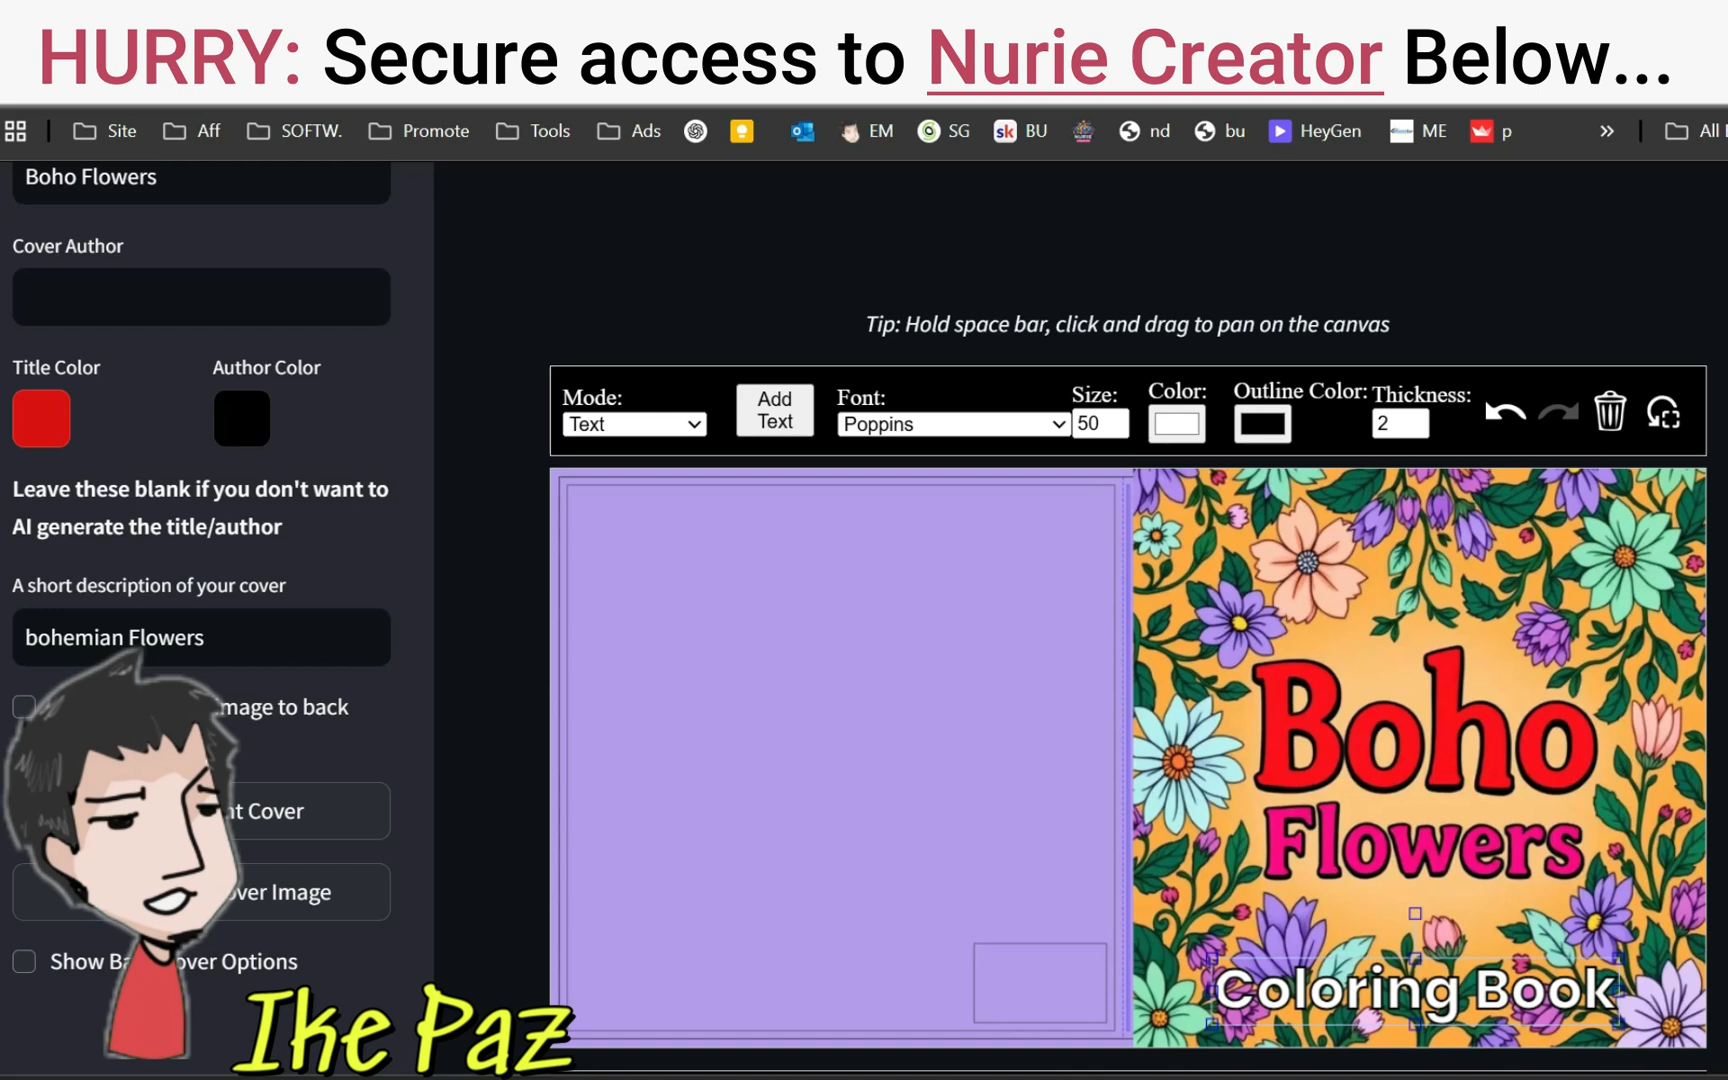 HURRY: Secure access to Nurie Creator Below...
Site Aff SOFTW. Promote Tools Ads EM SG sk BU nd bu HeyGen ME p » All
Boho Flowers
Cover Author
Title Color Author Color
Leave these blank if you don't want to
AI generate the title/author
A short description of your cover
bohemian Flowers
mage to back
nt Cover
ver Image
Show Ba over Options
Ike Paz
Tip: Hold space bar, click and drag to pan on the canvas
Mode: Text
Add
Text
Font: Poppins
Size: 50
Color:
Outline Color:
Thickness: 2
Boho
Flowers
Coloring Book